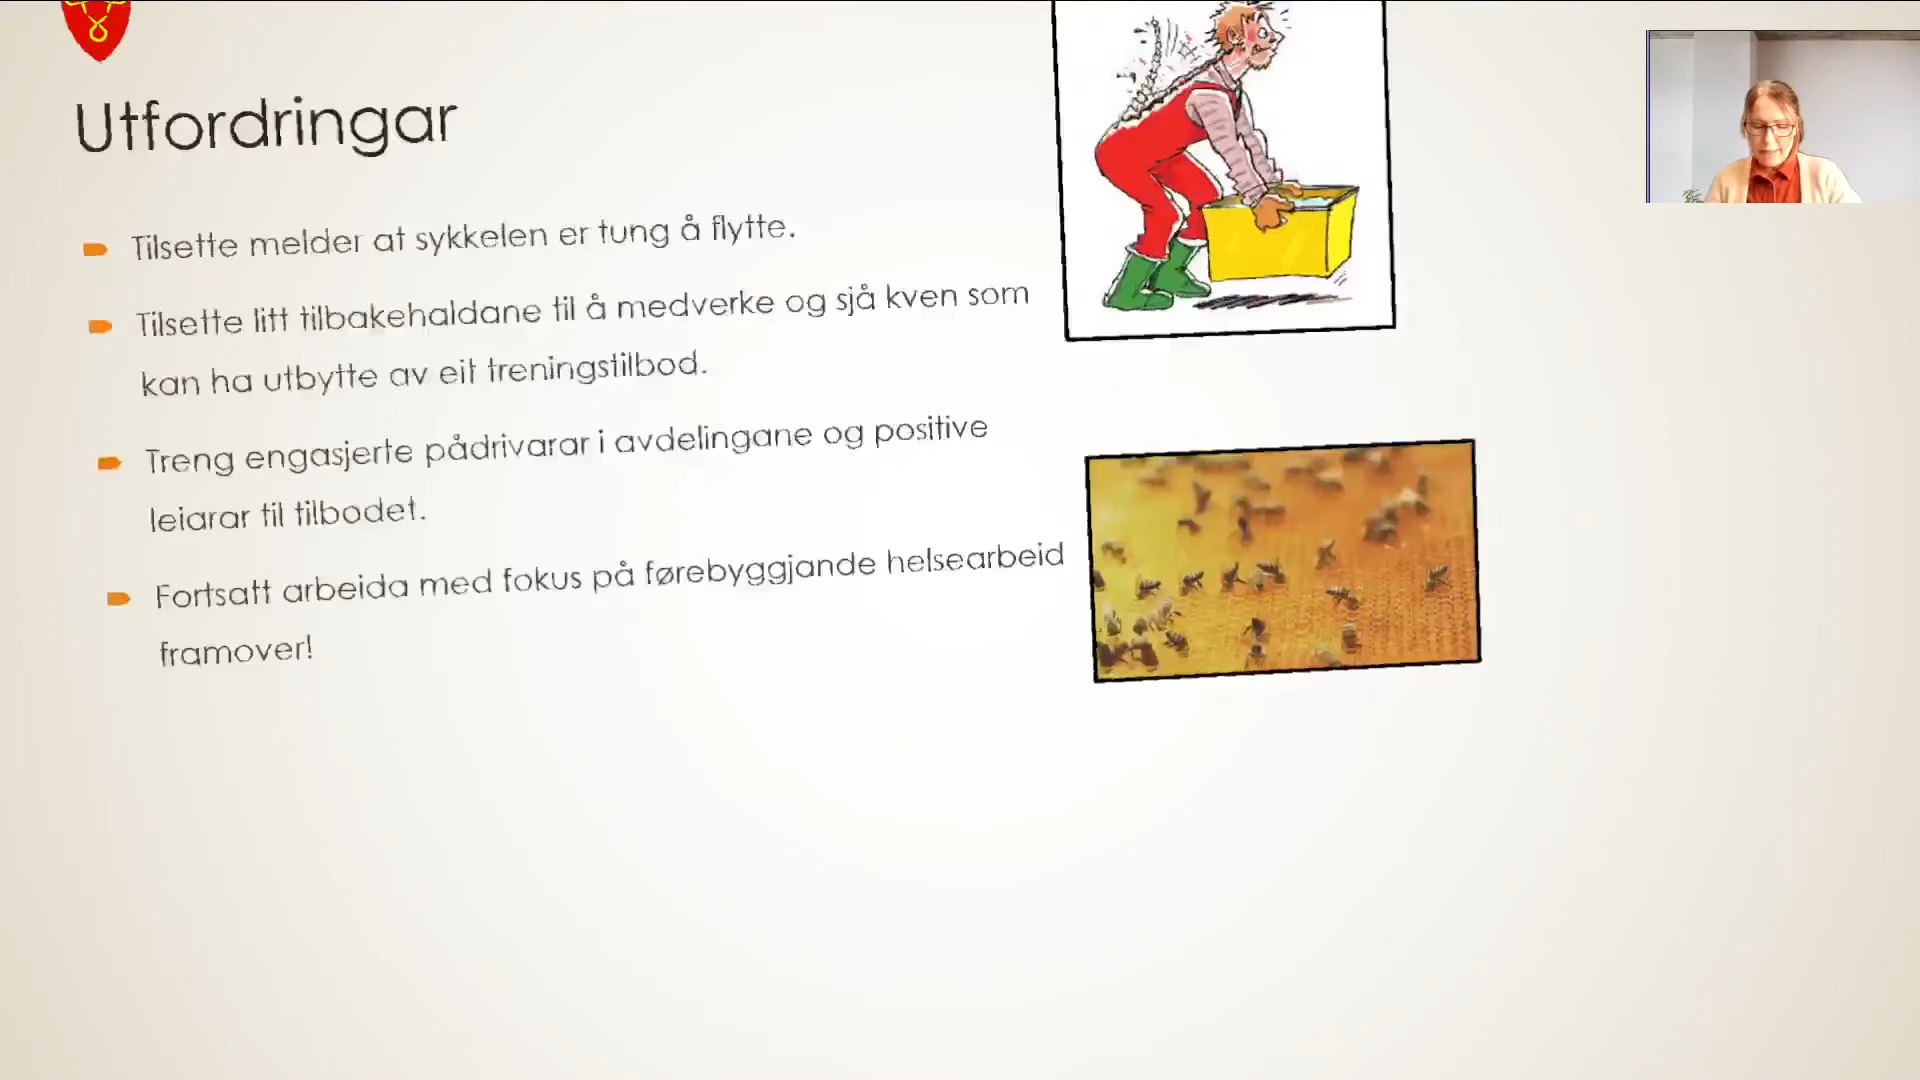 Utfordringar
Tilsette melder at sykkelen er tung å flytte.
Tilsette litt tilbakehaldane til å medverke og sjå kven som
kan ha utbytte av eit treningstilbod.
Treng engasjerte pådrivarar i avdelingane og positive
leiarar til tilbodet.
Fortsatt arbeida med fokus på førebyggjande helsearbeid
framover!